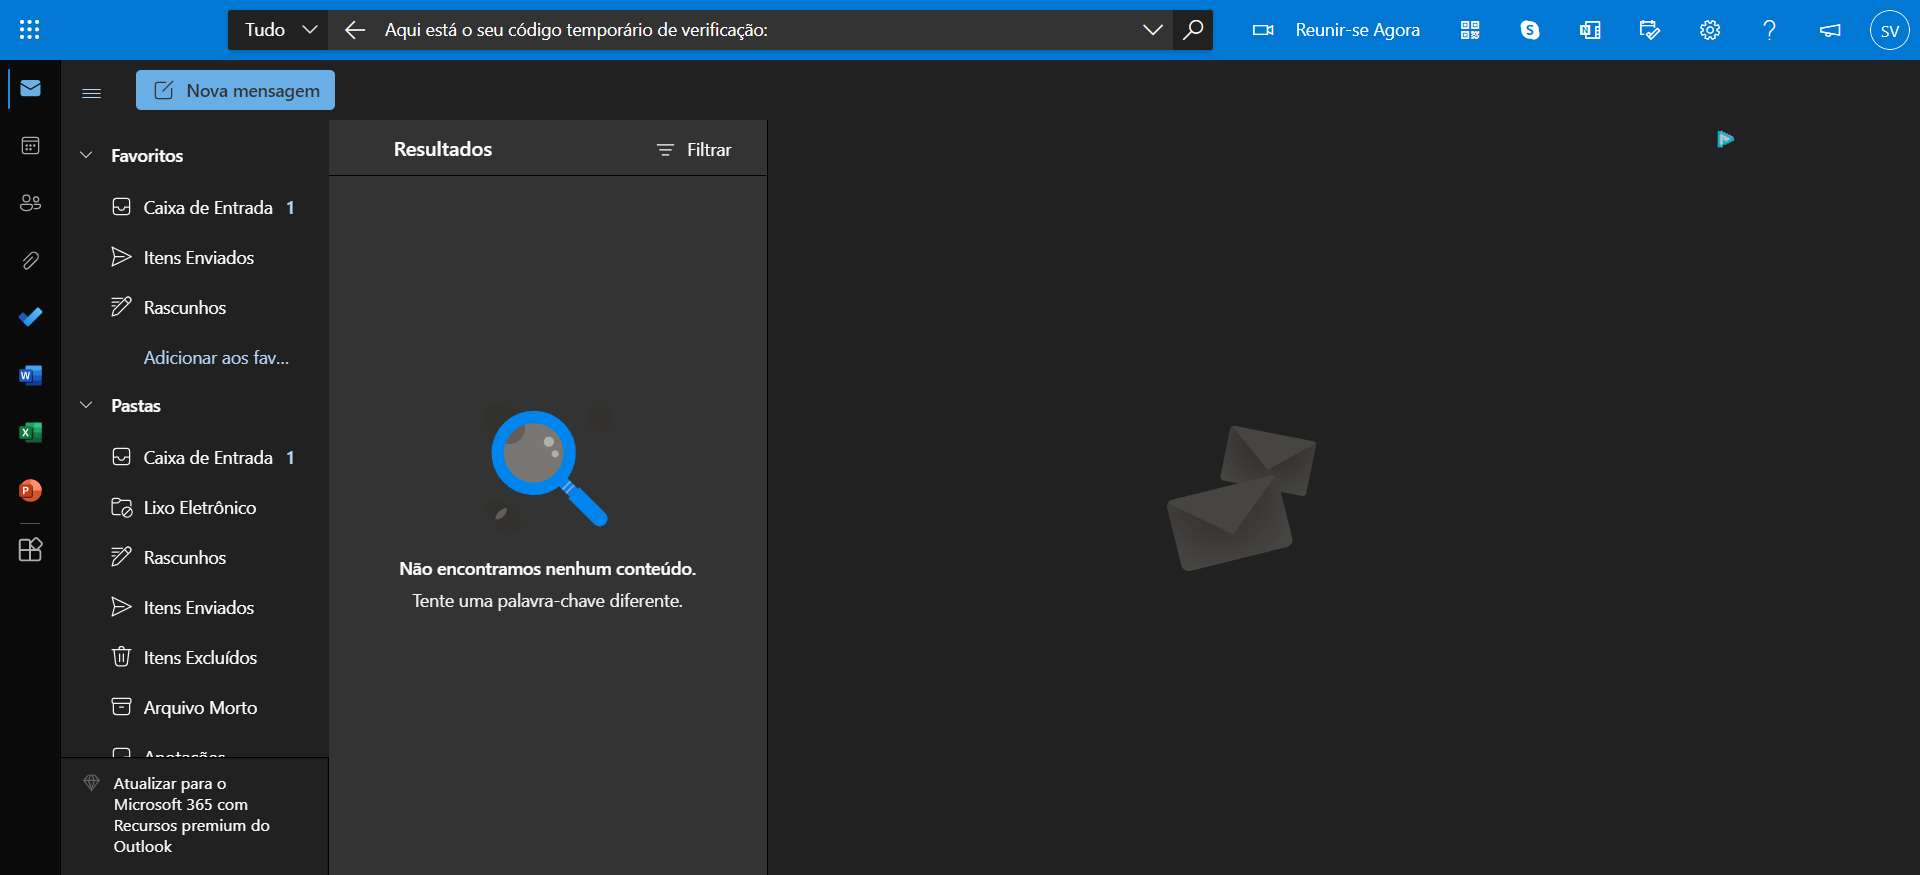 Tudo
Aqui está o seu código temporário de verificação:
Reunir-se Agora
SV
Nova mensagem
Favoritos
Caixa de Entrada 1
Itens Enviados
Rascunhos
Adicionar aos fav...
Pastas
Caixa de Entrada 1
Lixo Eletrônico
Rascunhos
Itens Enviados
Itens Excluídos
Arquivo Morto
Anotações
Atualizar para o
Microsoft 365 com
Recursos premium do
Outlook
Resultados
Filtrar
Não encontramos nenhum conteúdo.
Tente uma palavra-chave diferente.